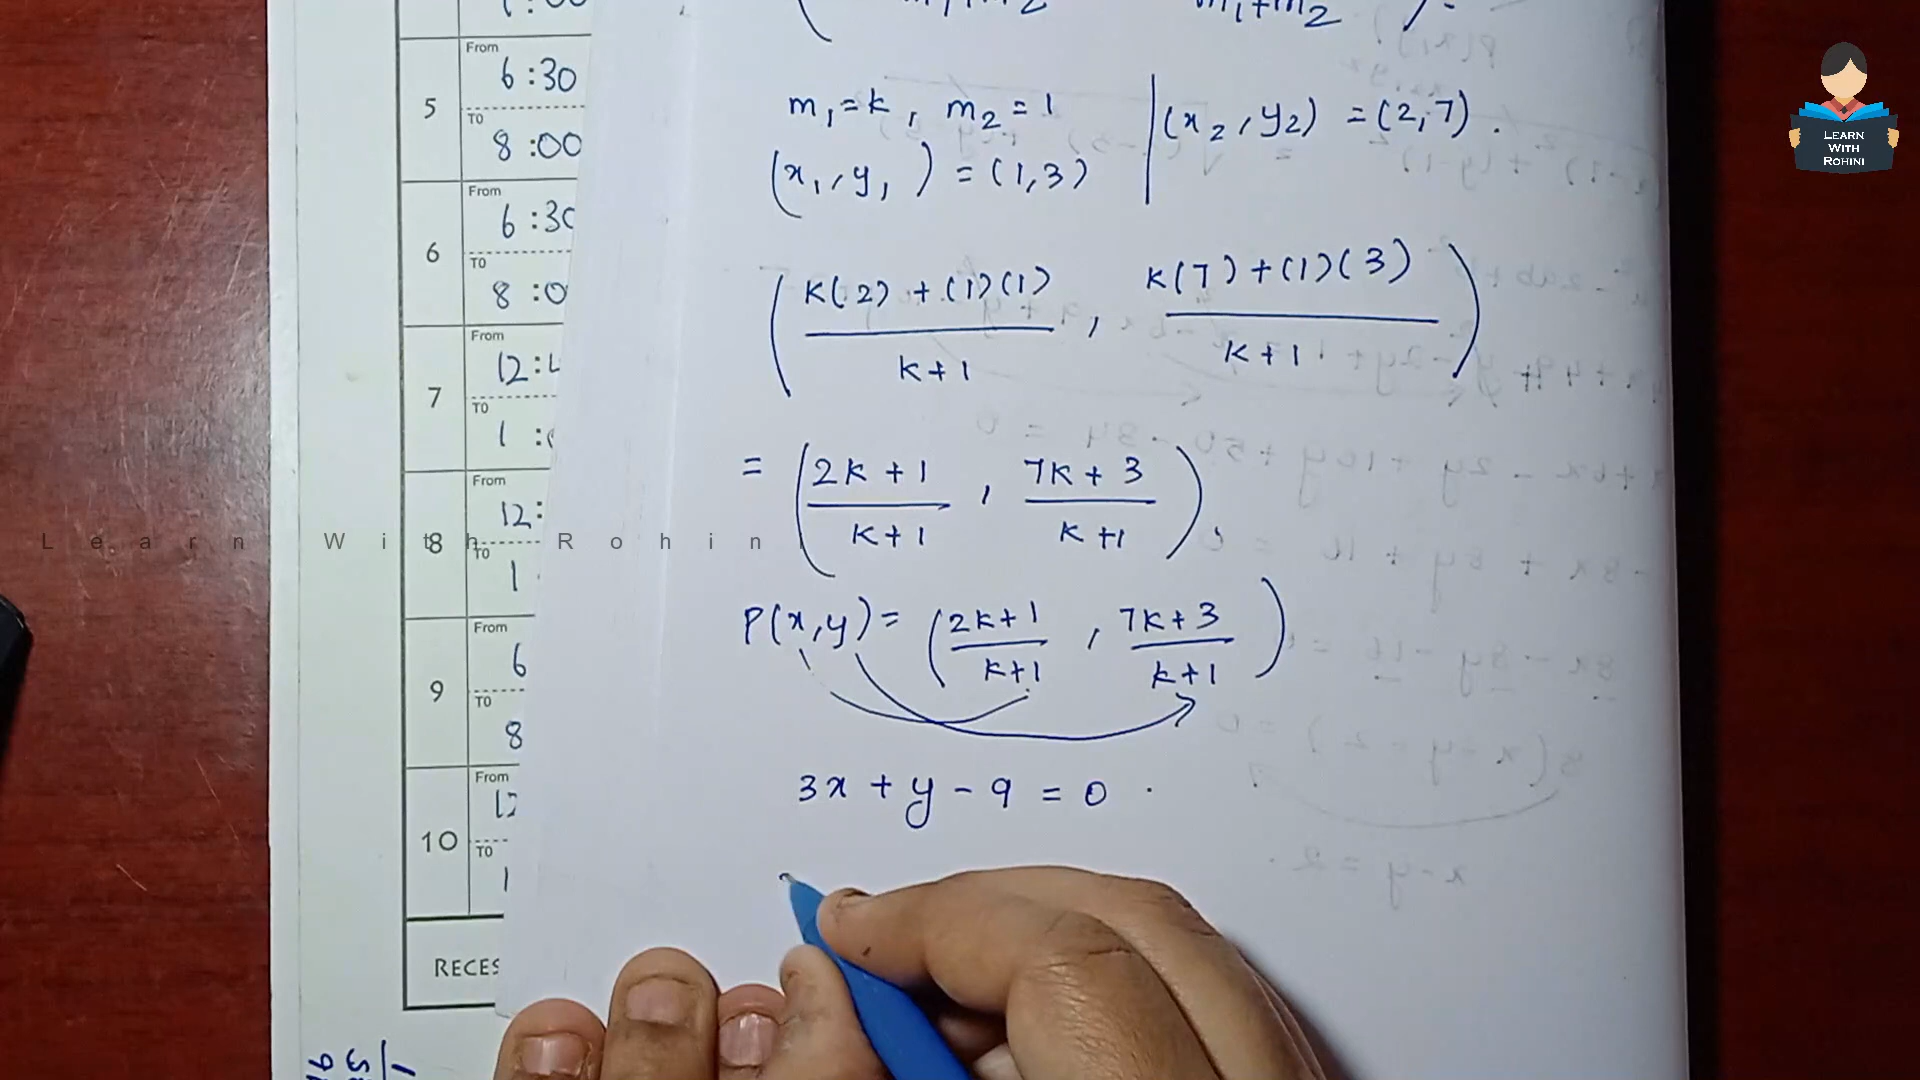 m₁+m₂
5 From 6:30
TO 8:00
6 From 6:30
TO 8:0
7 From 12:
TO 1 :
8 From 12:
TO 1
9 From 6
TO 8
10 From 12
TO 1
RECES
m₁ = k , m₂ = 1
(x₁, y₁) = (1,3)
(x₂, y₂) = (2,7).
(K(2) + (1)(1) / k+1 , K(7) + (1)(3) / k+1)
= (2k+1 / k+1 , 7k+3 / k+1),
P(x,y) = (2k+1 / k+1 , 7k+3 / k+1)
3x + y - 9 = 0 .
LEARN
WITH
ROHINI
Learn With Rohini